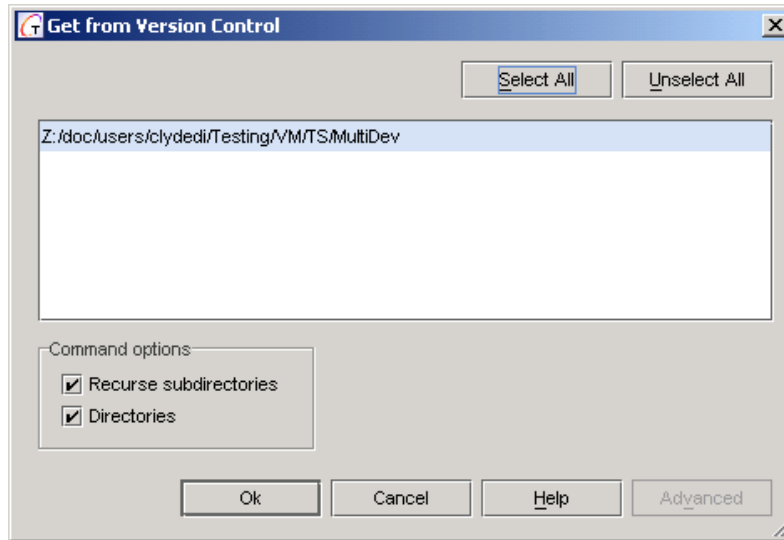 Get from Version Control
Select All
Unselect All
Z:/doc/users/clydedi/Testing/VM/TS/MultiDev
Command options
Recurse subdirectories
Directories
Ok
Cancel
Help
Advanced